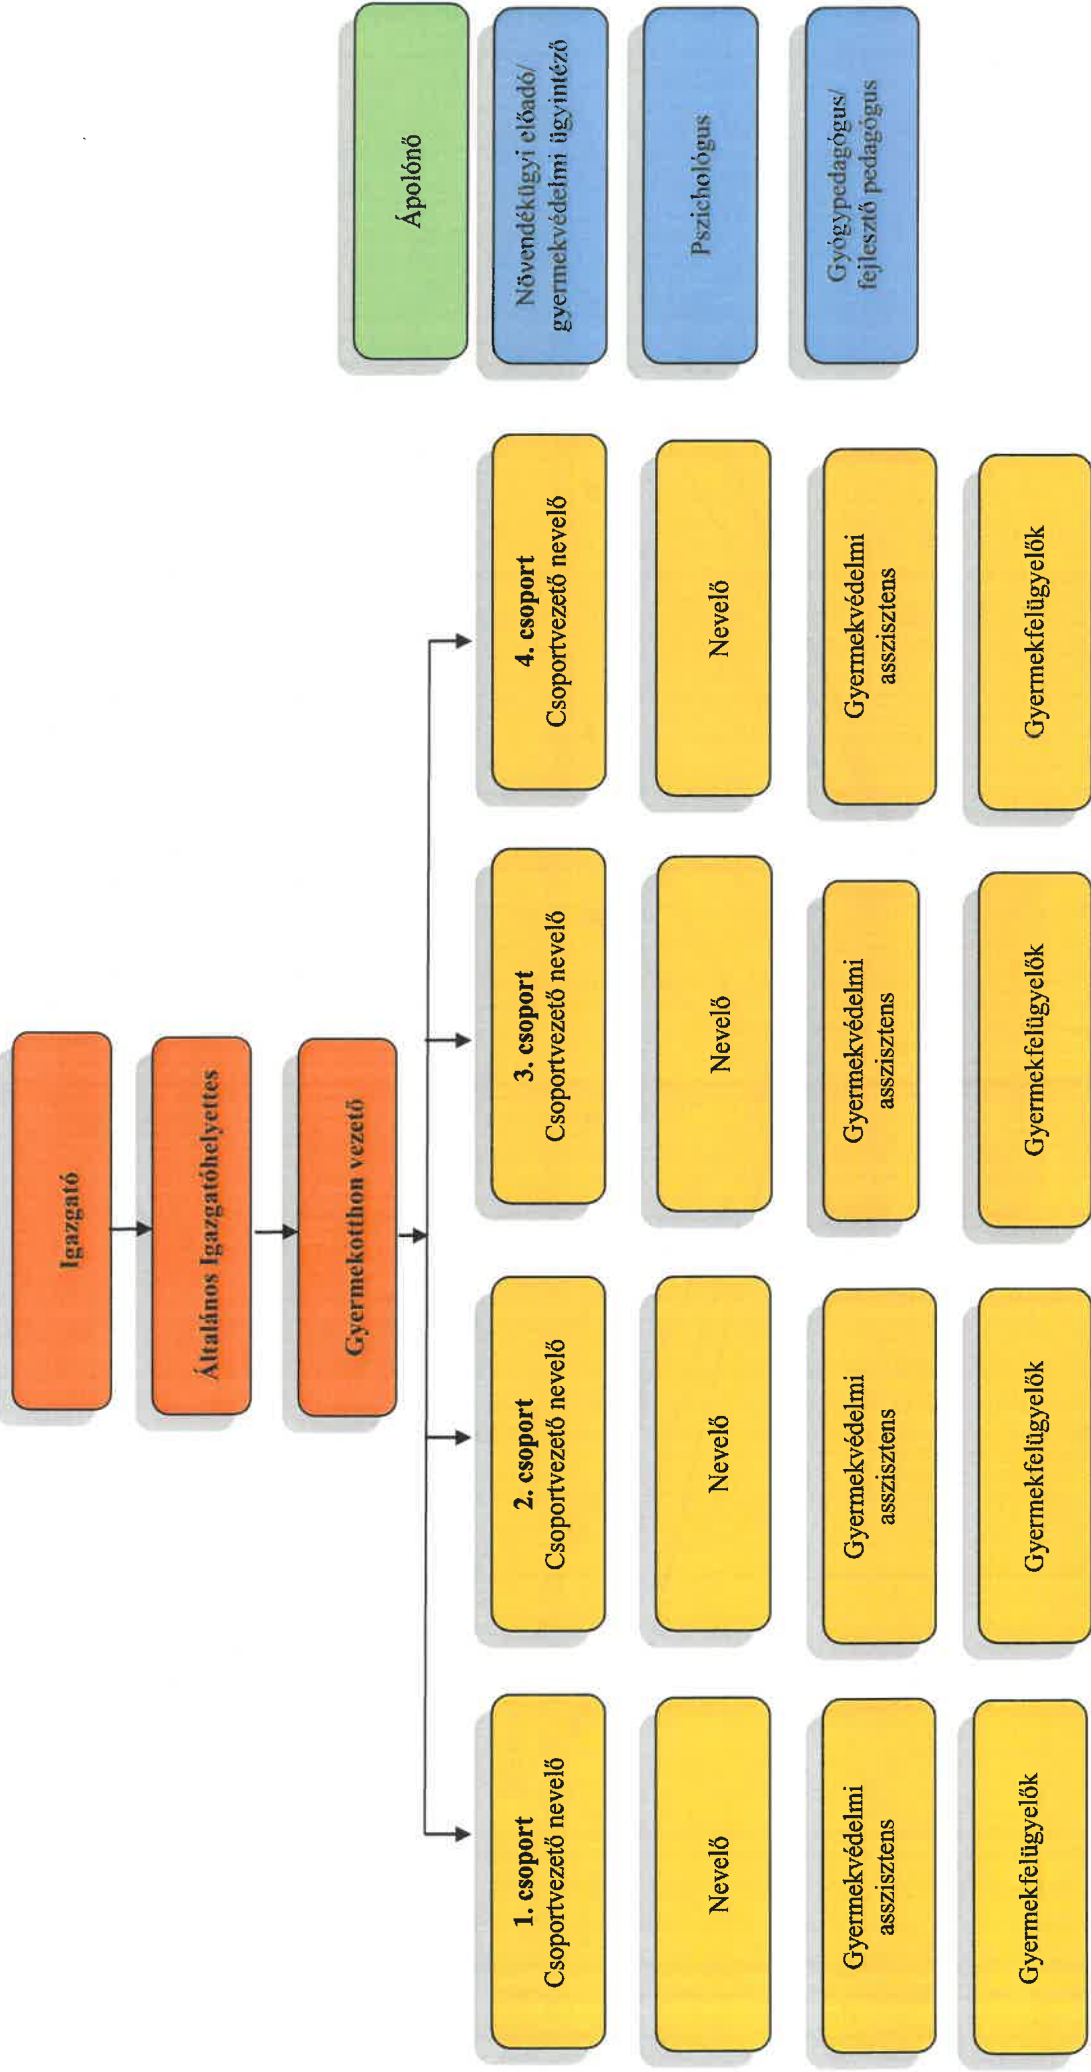 Igazgató
Általános Igazgatóhelyettes
Gyermekotthon vezető
1. csoport
Csoportvezető nevelő
Nevelő
Gyermekvédelmi
asszisztens
Gyermekfelügyelők
2. csoport
Csoportvezető nevelő
Nevelő
Gyermekvédelmi
asszisztens
Gyermekfelügyelők
3. csoport
Csoportvezető nevelő
Nevelő
Gyermekvédelmi
asszisztens
Gyermekfelügyelők
4. csoport
Csoportvezető nevelő
Nevelő
Gyermekvédelmi
asszisztens
Gyermekfelügyelők
Ápolónő
Növendékügyi előadó/
gyermekvédelmi ügyintéző
Pszichológus
Gyógypedagógus/
fejlesztő pedagógus